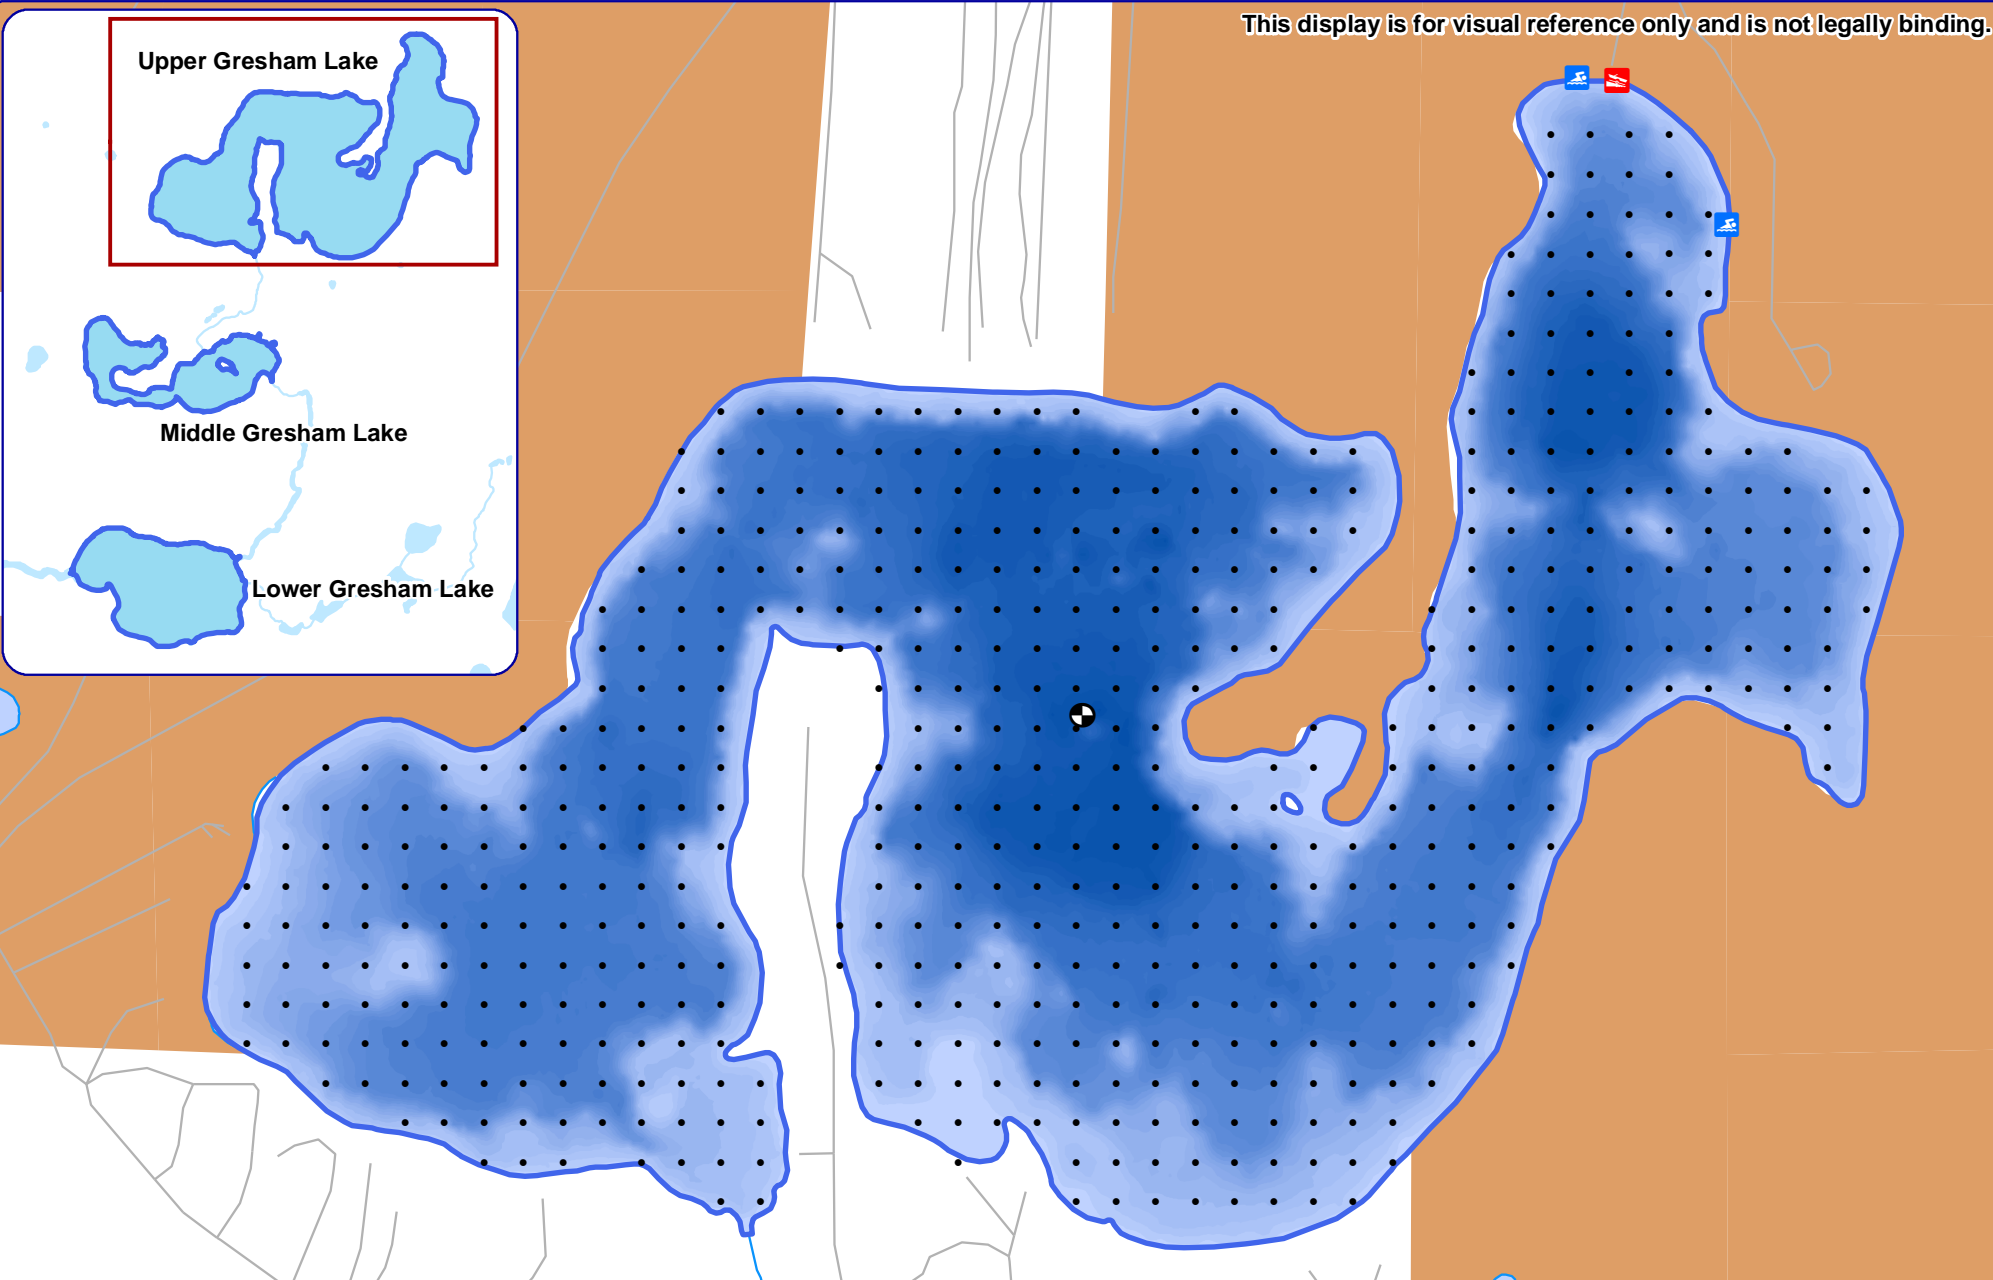 This display is for visual reference only and is not legally binding.
Upper Gresham Lake
Middle Gresham Lake
Lower Gresham Lake